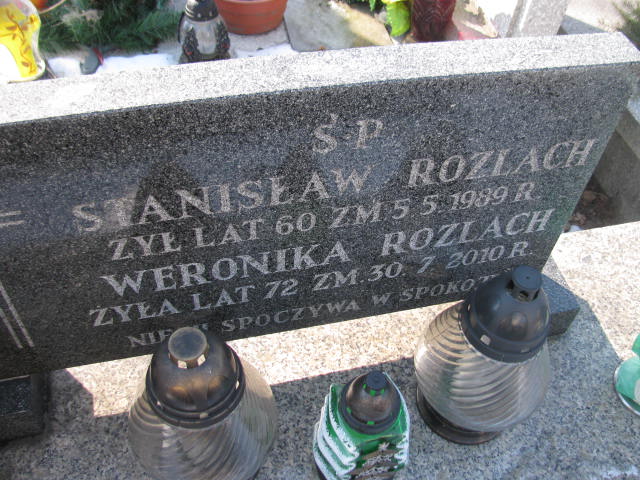 ŚP
STANISŁAW ROZLACH
ŻYŁ LAT 60 ZM 5 5.1989 R
WERONIKA ROZLACH
ŻYŁA LAT 72 ZM. 30.7 2010 R.
SPOCZYWA W